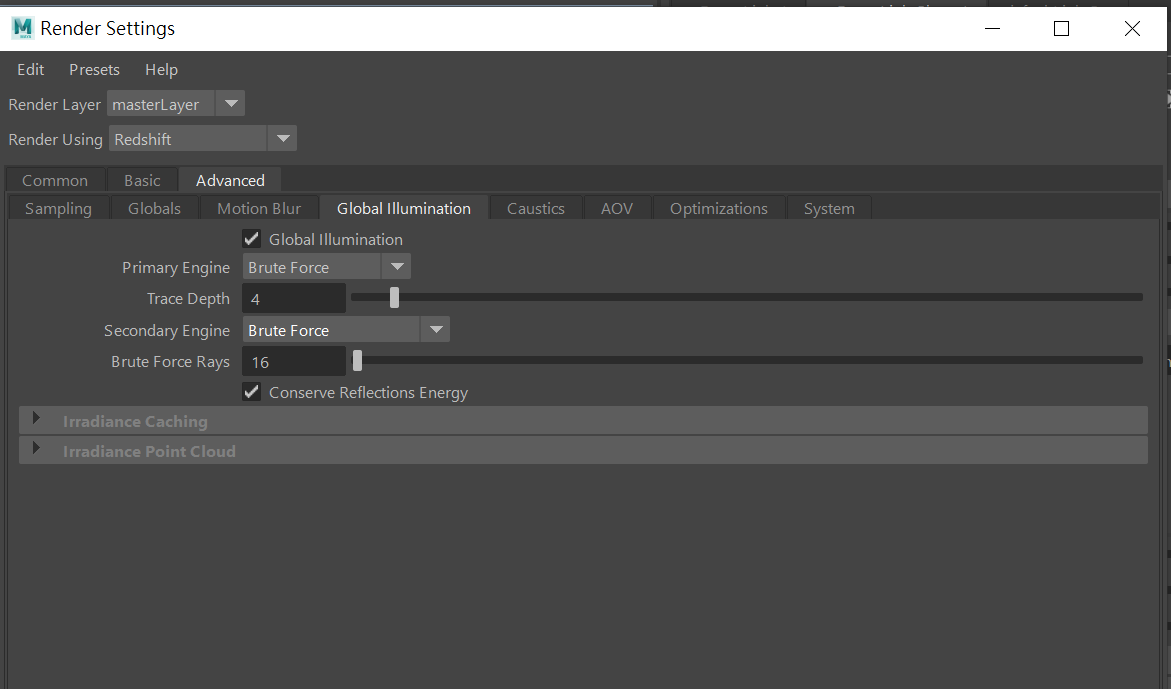 Render Settings
Edit Presets Help
Render Layer masterLayer
Render Using Redshift
Common Basic Advanced
Sampling Globals Motion Blur Global Illumination Caustics AOV Optimizations System
Global Illumination
Primary Engine Brute Force
Trace Depth 4
Secondary Engine Brute Force
Brute Force Rays 16
Conserve Reflections Energy
Irradiance Caching
Irradiance Point Cloud